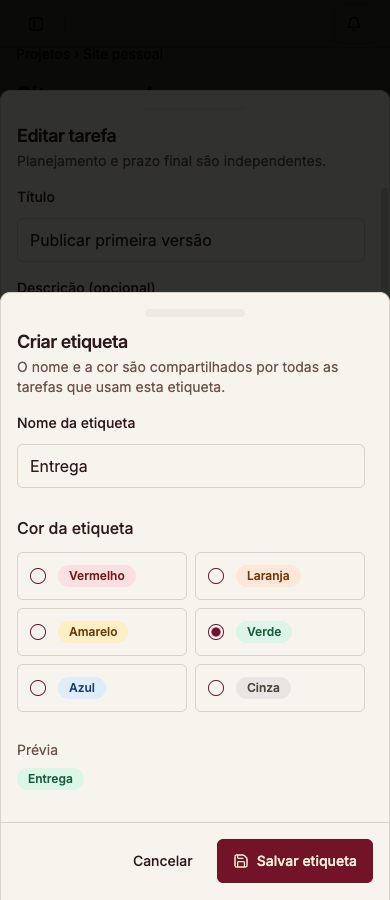 Projetos › Site pessoal
Editar tarefa
Planejamento e prazo final são independentes.
Título
Publicar primeira versão
Descrição (opcional)
Criar etiqueta
O nome e a cor são compartilhados por todas as
tarefas que usam esta etiqueta.
Nome da etiqueta
Entrega
Cor da etiqueta
Vermelho
Laranja
Amarelo
Verde
Azul
Cinza
Prévia
Entrega
Cancelar
Salvar etiqueta